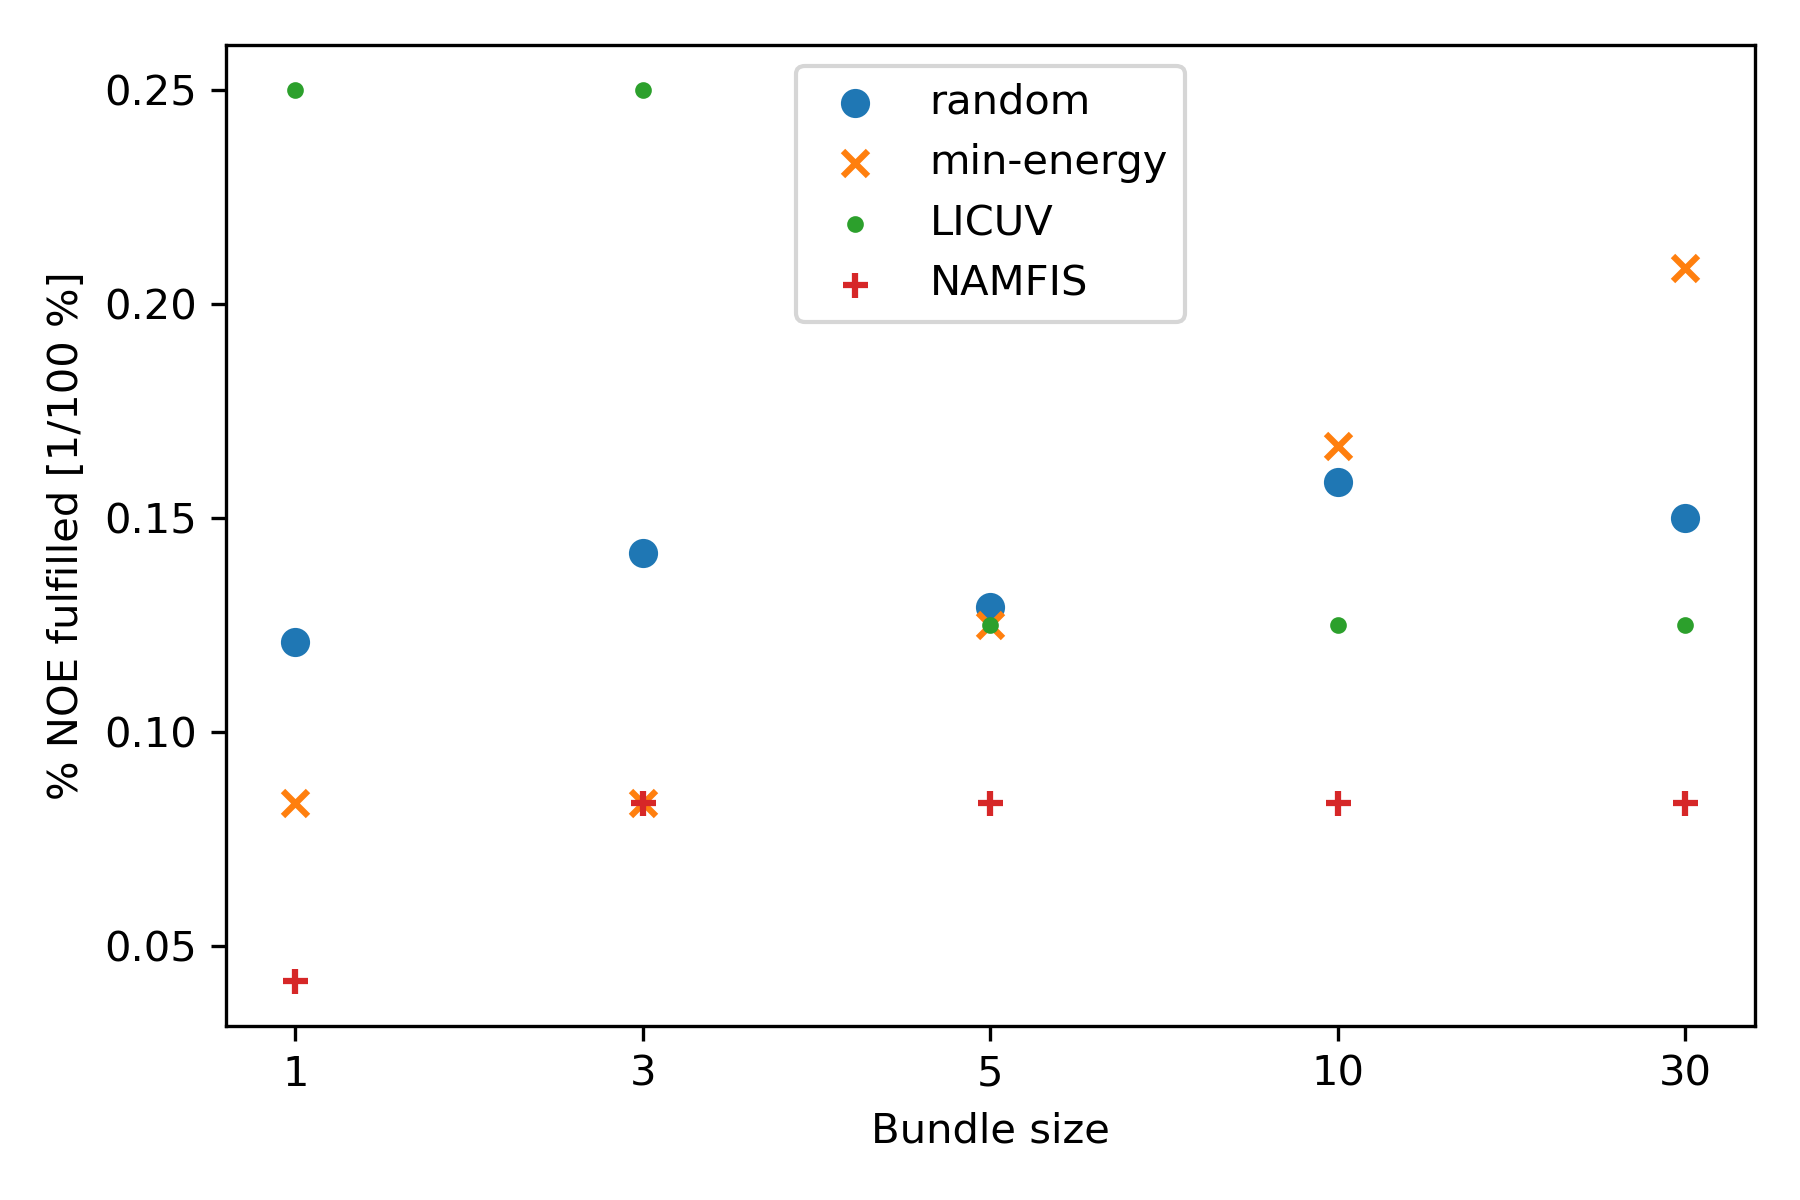 0.25
0.20
0.15
0.10
0.05
% NOE fulfilled [1/100 %]
random
min-energy
LICUV
NAMFIS
1 3 5 10 30
Bundle size